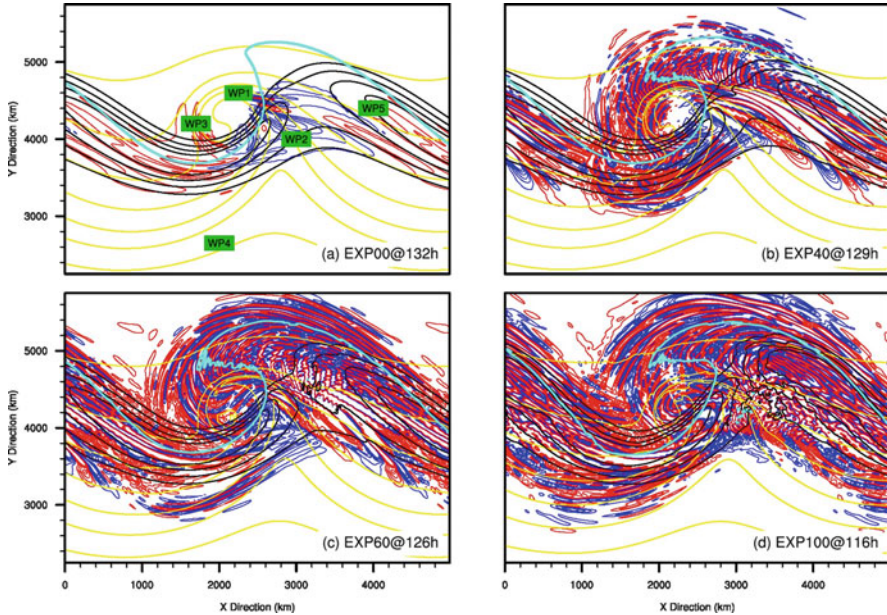 5000
4000
3000
Y Direction (km)
WP1
WP3
WP5
WP2
WP4
(a) EXP00@132h
(b) EXP40@129h
5000
4000
3000
Y Direction (km)
(c) EXP60@126h
(d) EXP100@116h
0 1000 2000 3000 4000
X Direction (km)
0 1000 2000 3000 4000
X Direction (km)